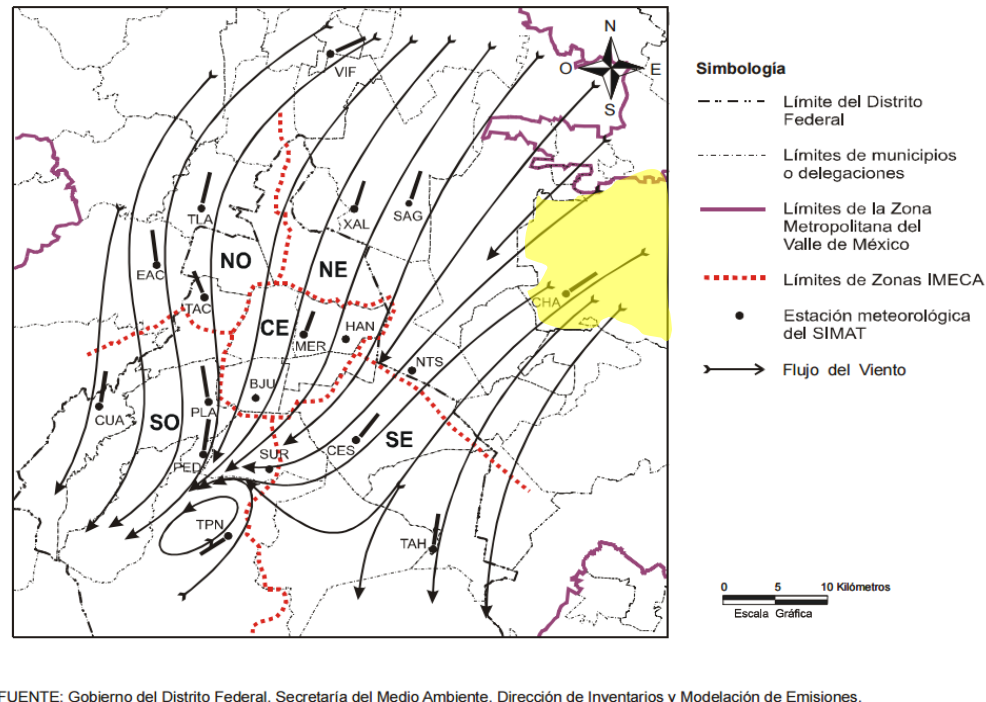 N
O
E
S
VIF
TLA
XAL
SAG
EAC
NO
NE
TAC
CHA
CE
MER
HAN
NTS
BJU
PLA
CUA
SO
SE
CES
PED
SUR
TPN
TAH
Simbología
Límite del Distrito
Federal
Límites de municipios
o delegaciones
Límites de la Zona
Metropolitana del
Valle de México
Límites de Zonas IMECA
Estación meteorológica
del SIMAT
Flujo del Viento
0 5 10 Kilómetros
Escala Gráfica
FUENTE: Gobierno del Distrito Federal. Secretaría del Medio Ambiente. Dirección de Inventarios y Modelación de Emisiones.